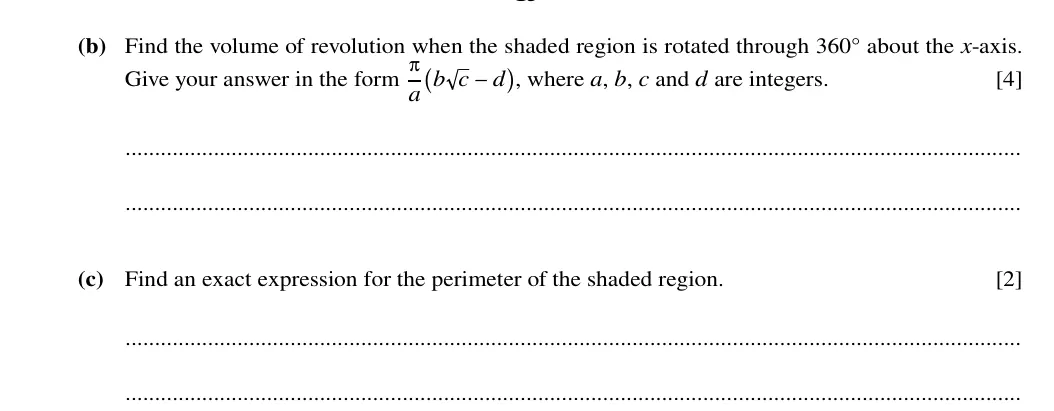 (b) Find the volume of revolution when the shaded region is rotated through 360° about the x-axis.
Give your answer in the form π/a (b√c – d), where a, b, c and d are integers. [4]
................................................................................
................................................................................
(c) Find an exact expression for the perimeter of the shaded region. [2]
................................................................................
................................................................................